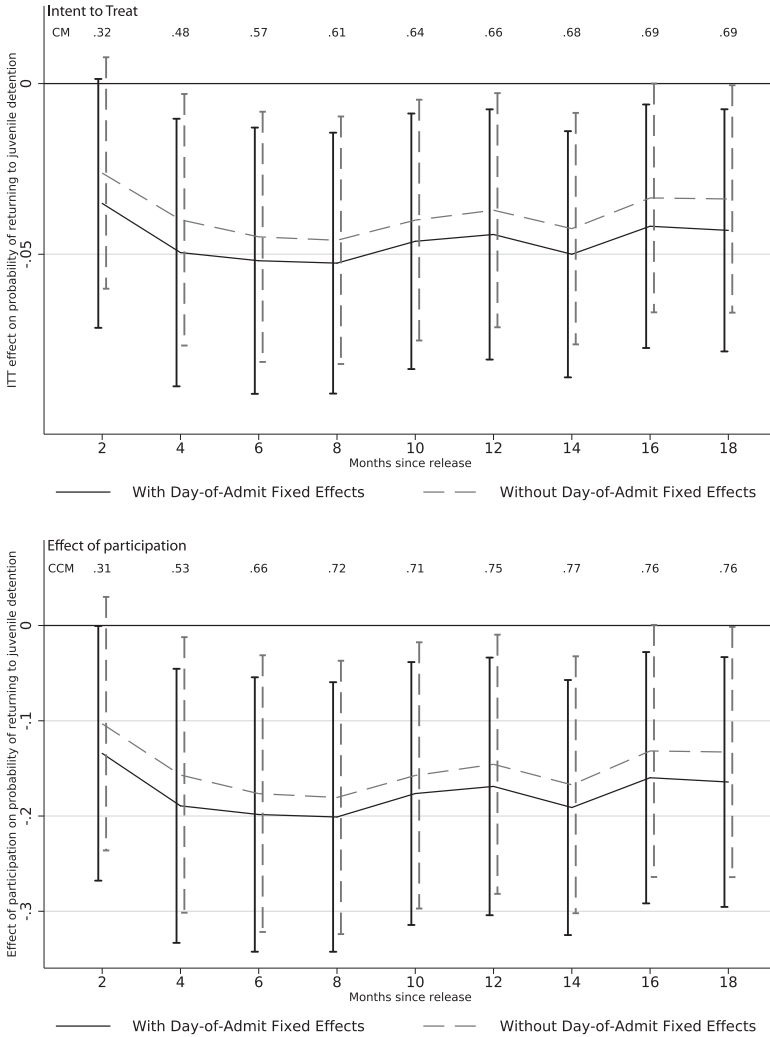 Intent to Treat
CM .32 .48 .57 .61 .64 .66 .68 .69 .69
ITT effect on probability of returning to juvenile detention
0
-.05
2 4 6 8 10 12 14 16 18
Months since release
With Day-of-Admit Fixed Effects Without Day-of-Admit Fixed Effects
Effect of participation
CCM .31 .53 .66 .72 .71 .75 .77 .76 .76
Effect of participation on probability of returning to juvenile detention
0
-.1
-.2
-.3
2 4 6 8 10 12 14 16 18
Months since release
With Day-of-Admit Fixed Effects Without Day-of-Admit Fixed Effects